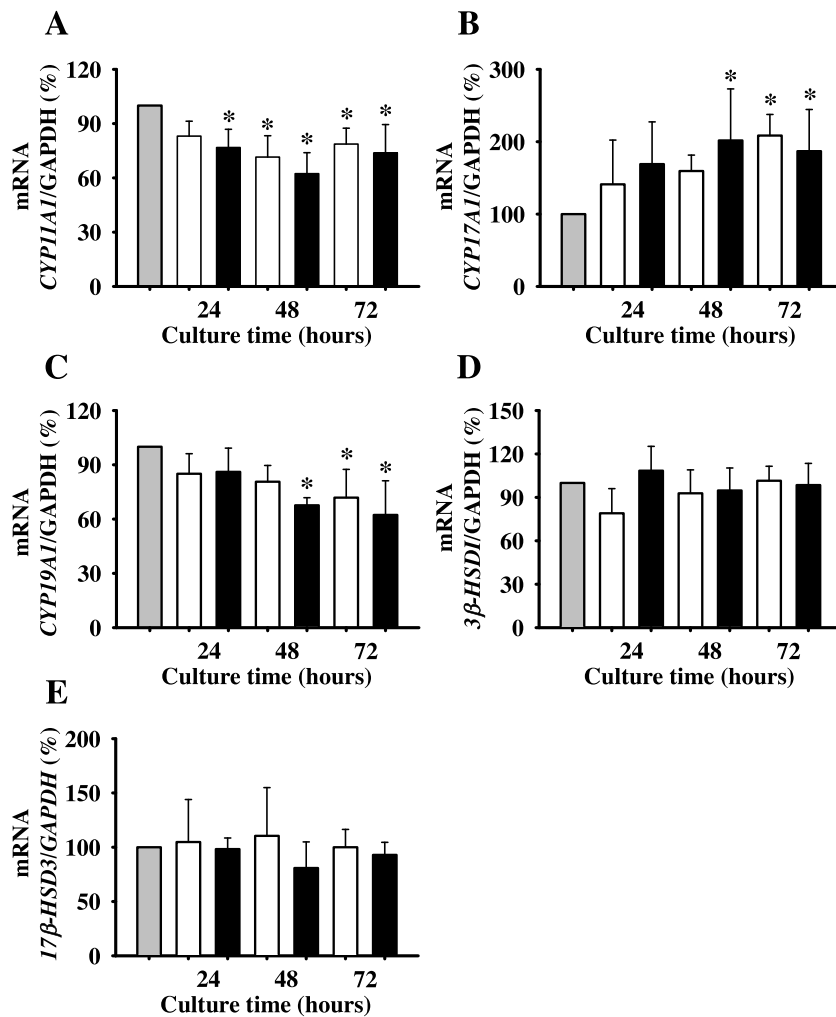 A
120
90
60
30
0
mRNA
CYP11A1/GAPDH (%)
* * * * *
24 48 72
Culture time (hours)
B
300
200
100
0
mRNA
CYP17A1/GAPDH (%)
* * *
24 48 72
Culture time (hours)
C
120
90
60
30
0
mRNA
CYP19A1/GAPDH (%)
* * *
24 48 72
Culture time (hours)
D
150
120
90
60
30
0
mRNA
3β-HSDI/GAPDH (%)
24 48 72
Culture time (hours)
E
200
150
100
50
0
mRNA
17β-HSD3/GAPDH (%)
24 48 72
Culture time (hours)